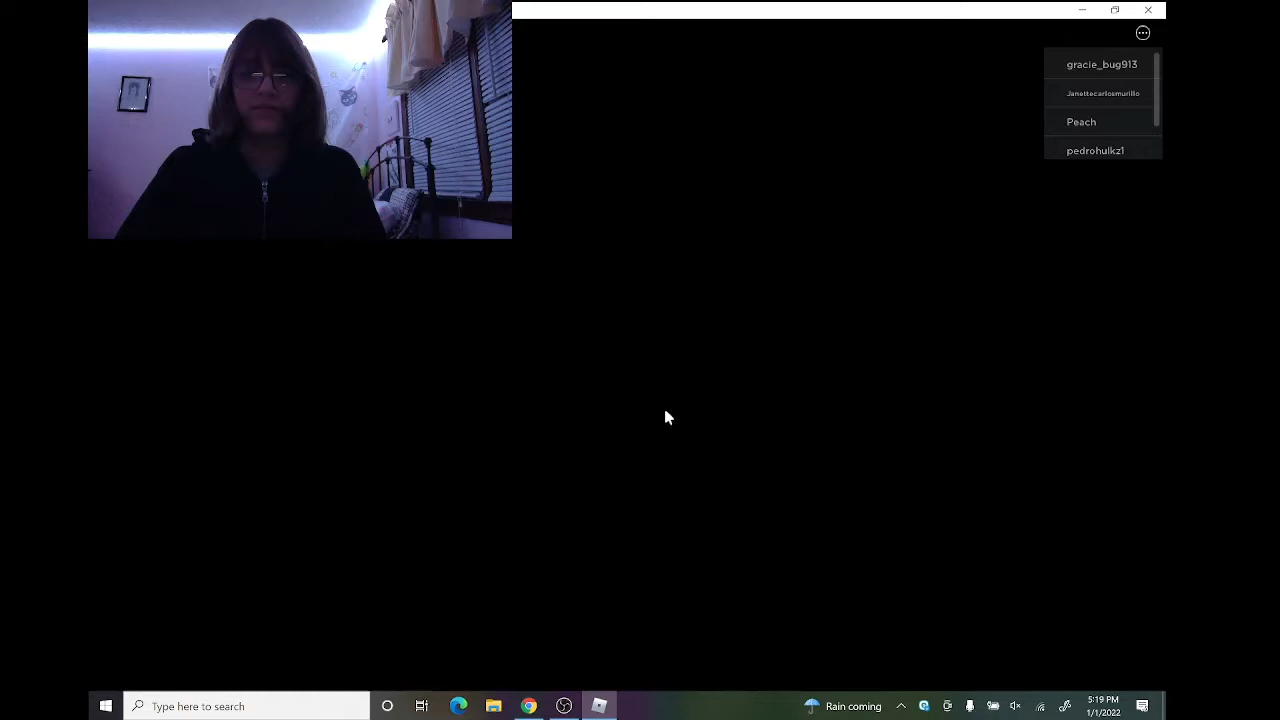 gracie_bug913
Janettecarlosmurillo
Peach
pedrohulkz1
Type here to search
Rain coming
5:19 PM
1/1/2022